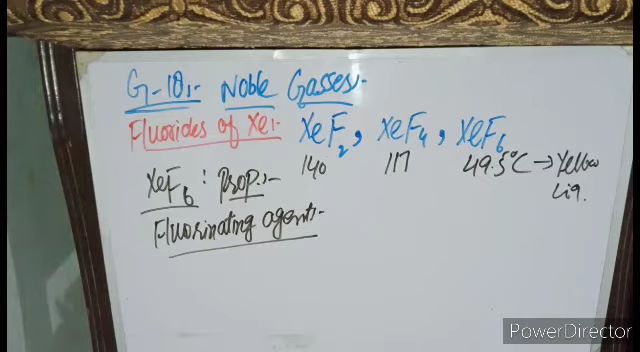 G-18:- Noble Gasses:-
Fluorides of Xe:- XeF2, XeF4, XeF6
140 117 49.5°C → Yellow
XeF6: Prop:- Liq.
Fluorinating agent:-
PowerDirector